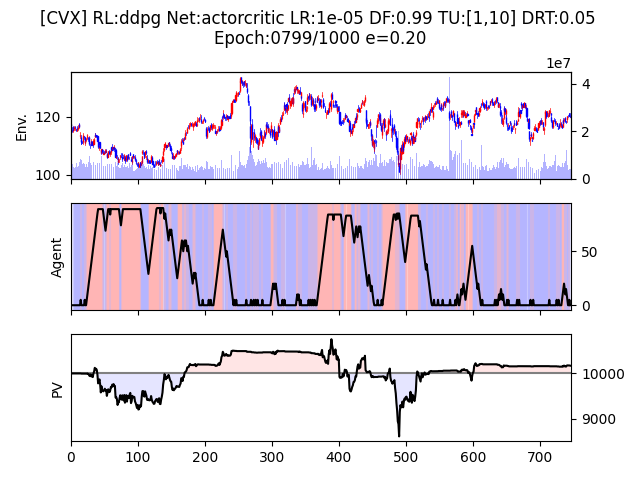 [CVX] RL:ddpg Net:actorcritic LR:1e-05 DF:0.99 TU:[1,10] DRT:0.05
Epoch:0799/1000 e=0.20
1e7
Env.
120
100
4
2
0
Agent
50
0
PV
10000
9000
0 100 200 300 400 500 600 700